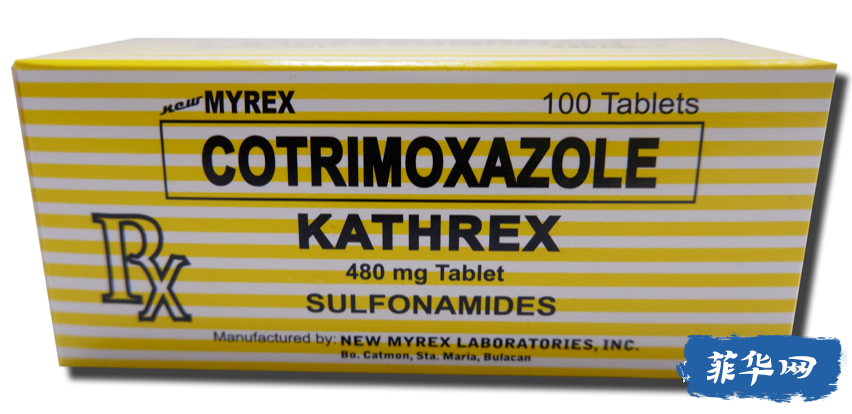 new MYREX
100 Tablets
COTRIMOXAZOLE
KATHREX
Rx
480 mg Tablet
SULFONAMIDES
Manufactured by: NEW MYREX LABORATORIES, INC.
Bo. Catmon, Sta. Maria, Bulacan
菲华网